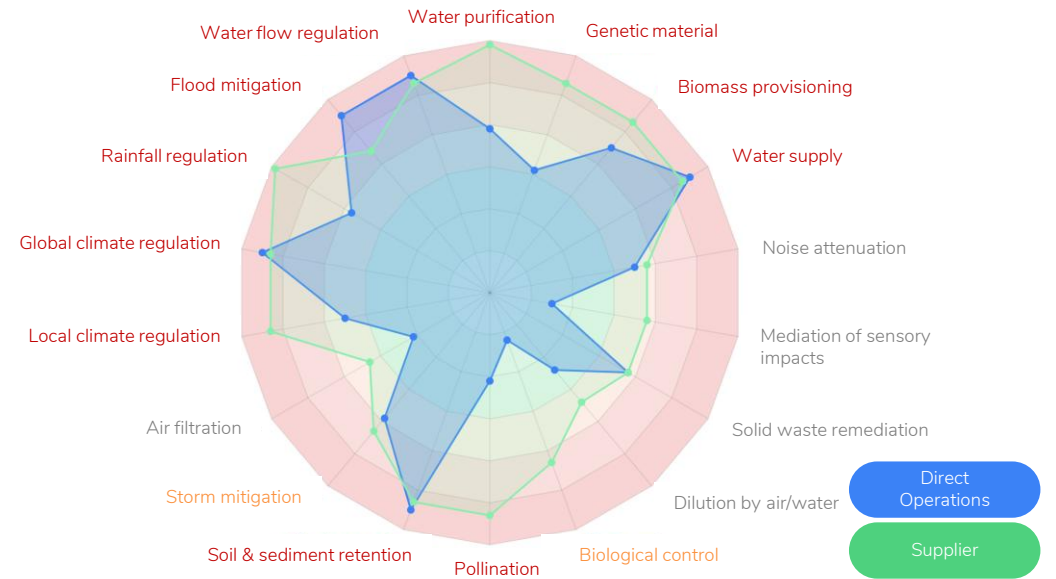 Water purification
Water flow regulation
Genetic material
Flood mitigation
Biomass provisioning
Rainfall regulation
Water supply
Global climate regulation
Noise attenuation
Local climate regulation
Mediation of sensory
impacts
Air filtration
Solid waste remediation
Storm mitigation
Dilution by air/water
Direct
Operations
Soil & sediment retention
Pollination
Biological control
Supplier